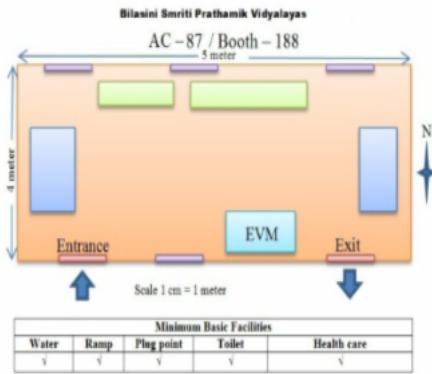 Bilasini Smriti Prathamik Vidyalayas
AC – 87 / Booth – 188
5 meter
4 meter
N
EVM
Entrance
Exit
Scale 1 cm = 1 meter
Minimum Basic Facilities
Water Ramp Plug point Toilet Health care
√ √ √ √ √